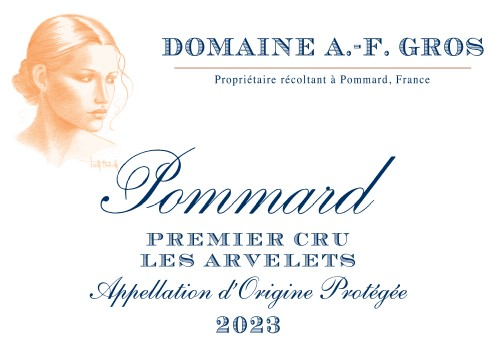 DOMAINE A.-F. GROS
Propriétaire récoltant à Pommard, France
Pommard
PREMIER CRU
LES ARVELETS
Appellation d'Origine Protégée
2023